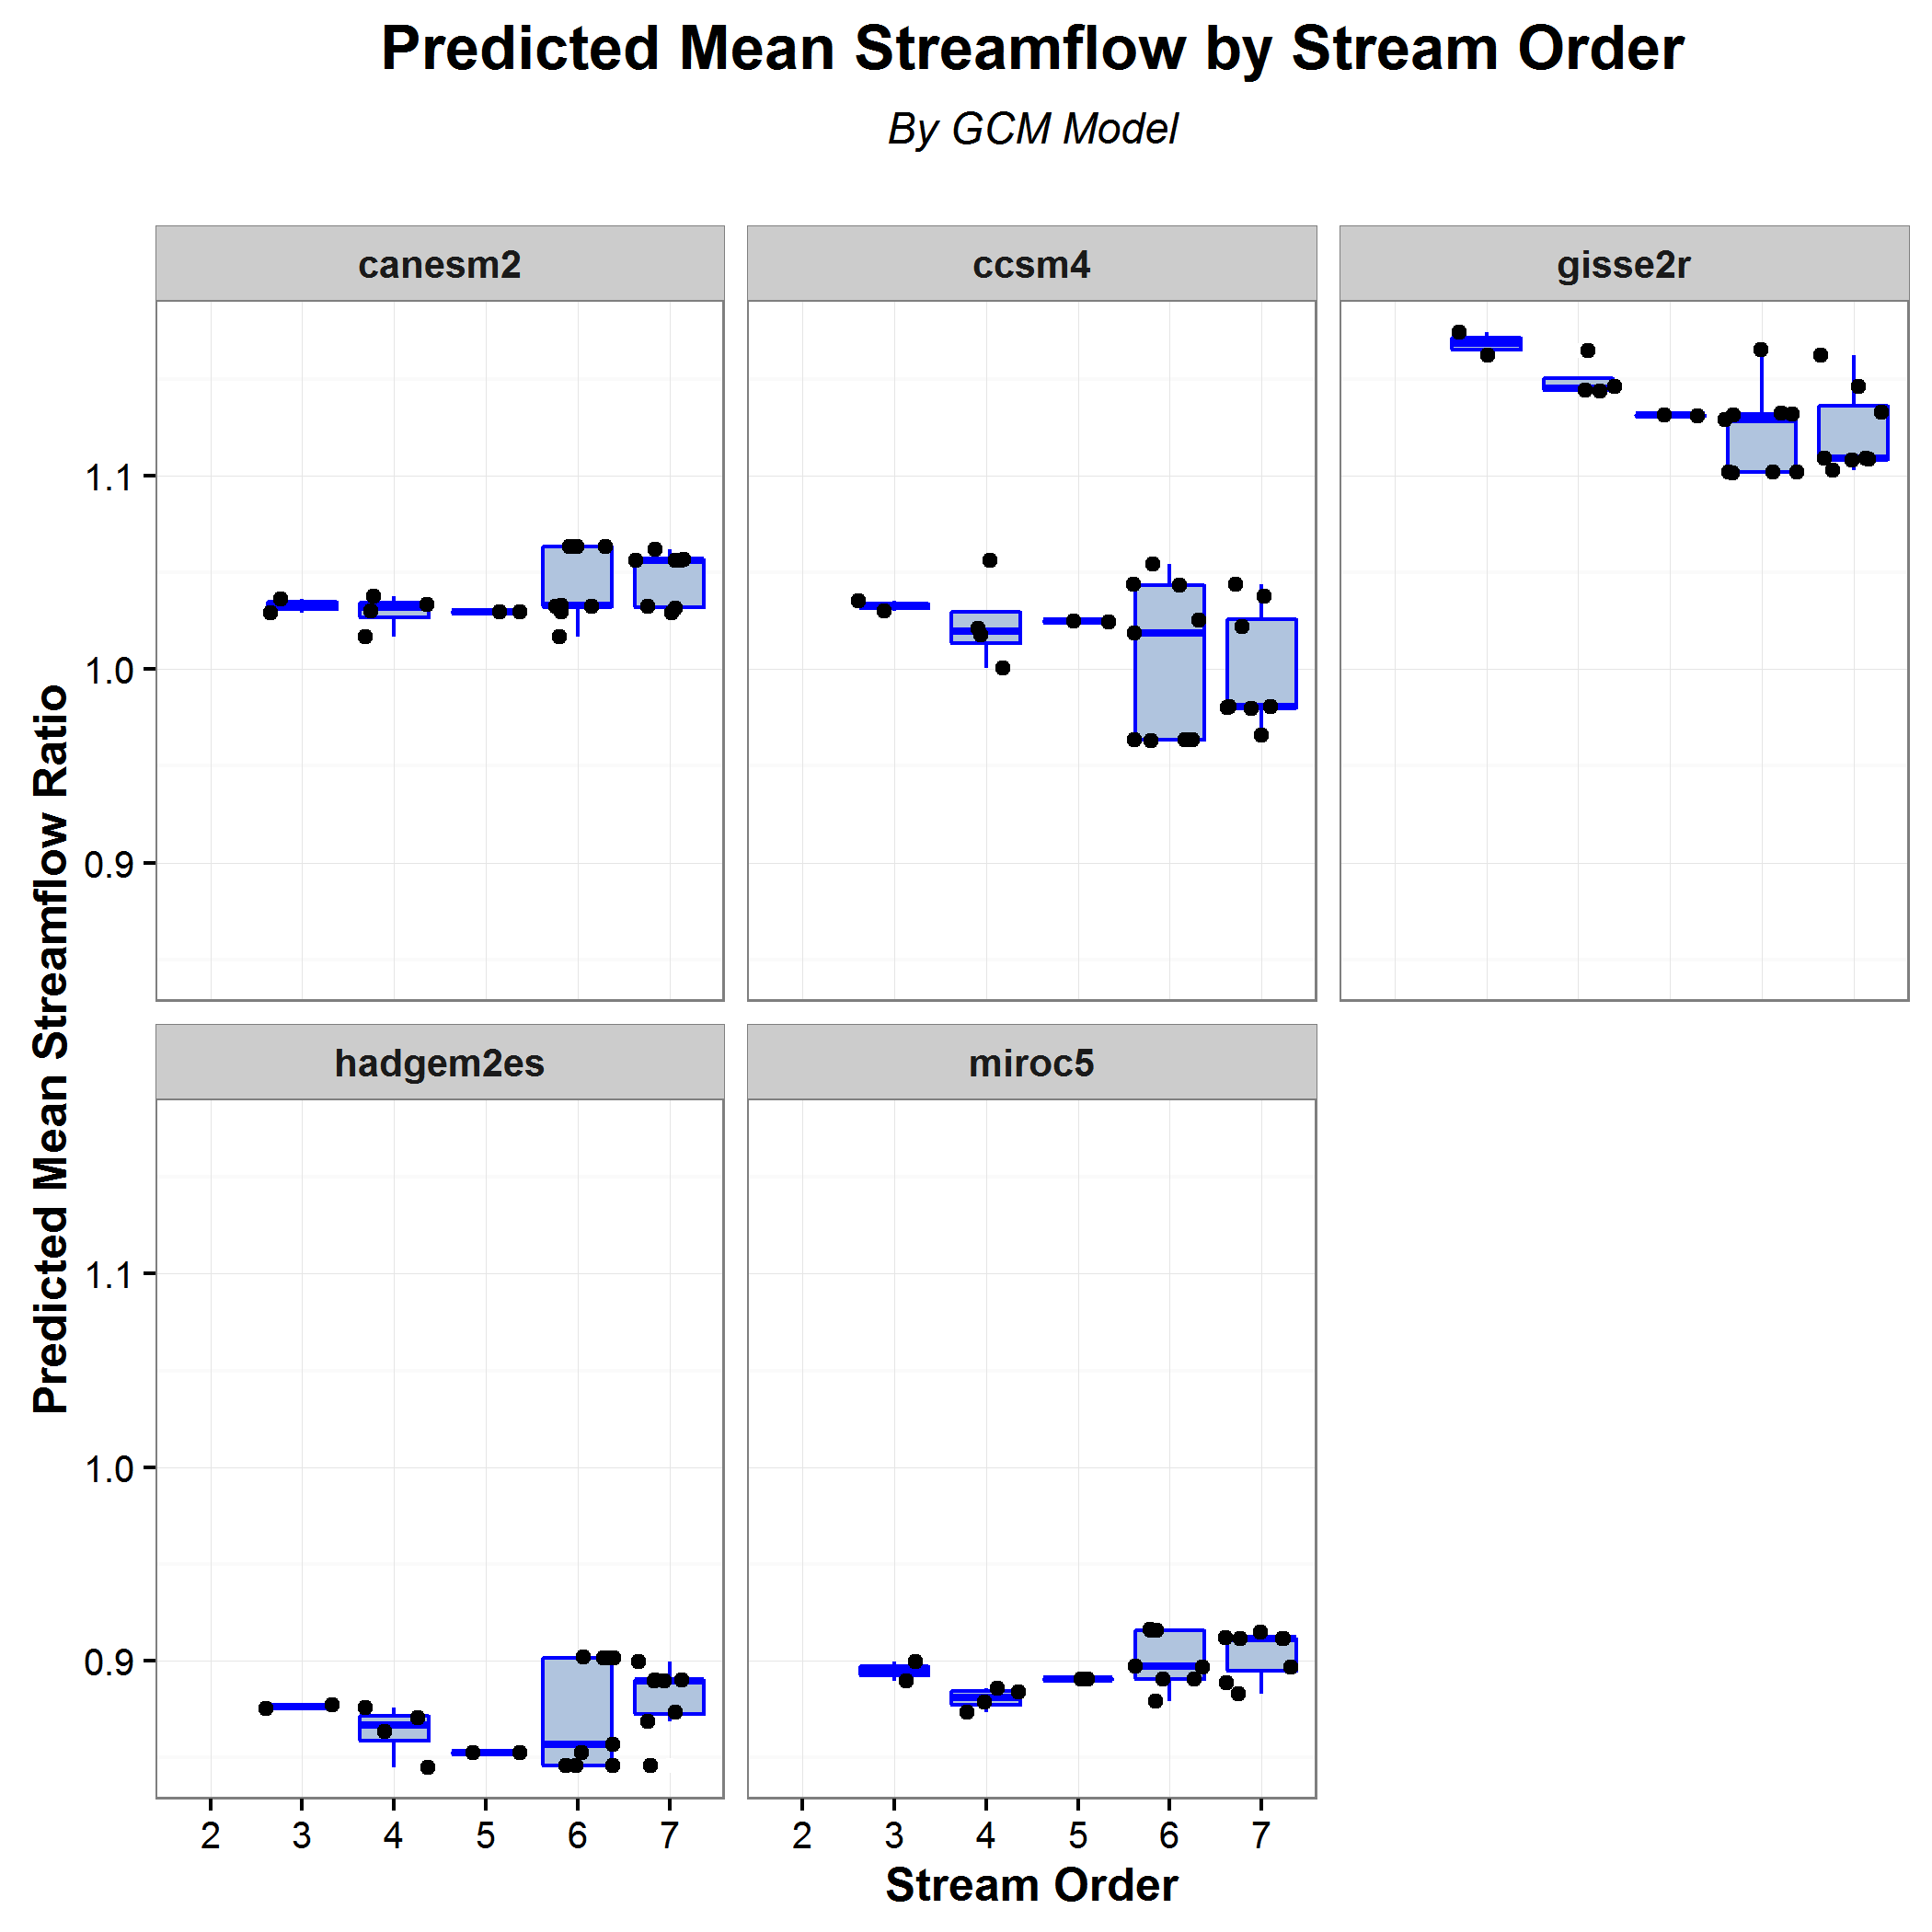 Predicted Mean Streamflow by Stream Order
By GCM Model
canesm2
ccsm4
gisse2r
1.1
1.0
0.9
Predicted Mean Streamflow Ratio
hadgem2es
miroc5
1.1
1.0
0.9
2 3 4 5 6 7
2 3 4 5 6 7
Stream Order